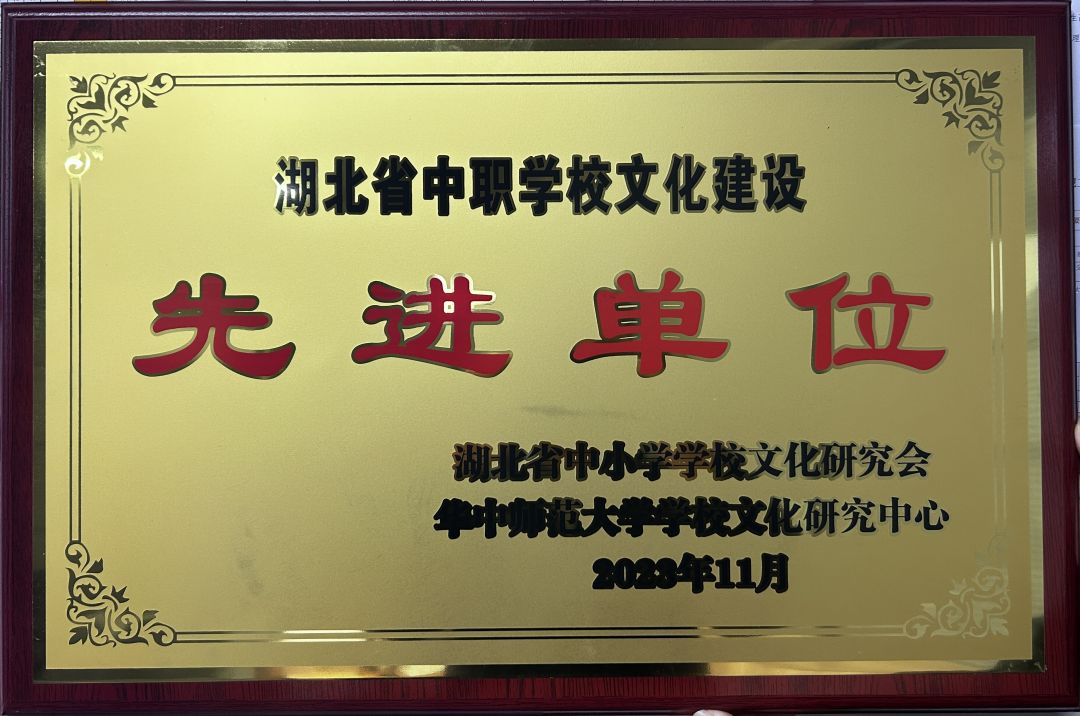 湖北省中职学校文化建设
先进单位
湖北省中小学学校文化研究会
华中师范大学学校文化研究中心
2023年11月